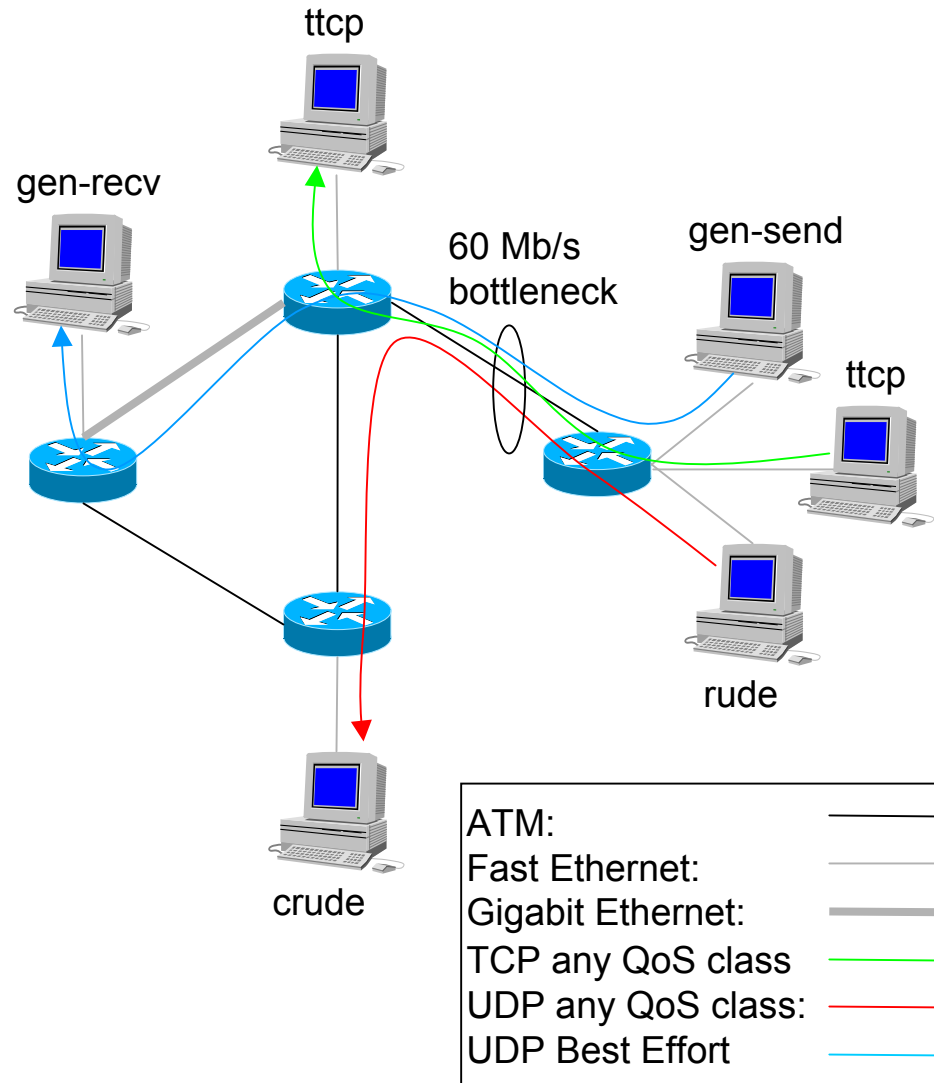 ttcp
gen-recv
60 Mb/s
bottleneck
gen-send
ttcp
rude
crude
ATM:
Fast Ethernet:
Gigabit Ethernet:
TCP any QoS class
UDP any QoS class:
UDP Best Effort